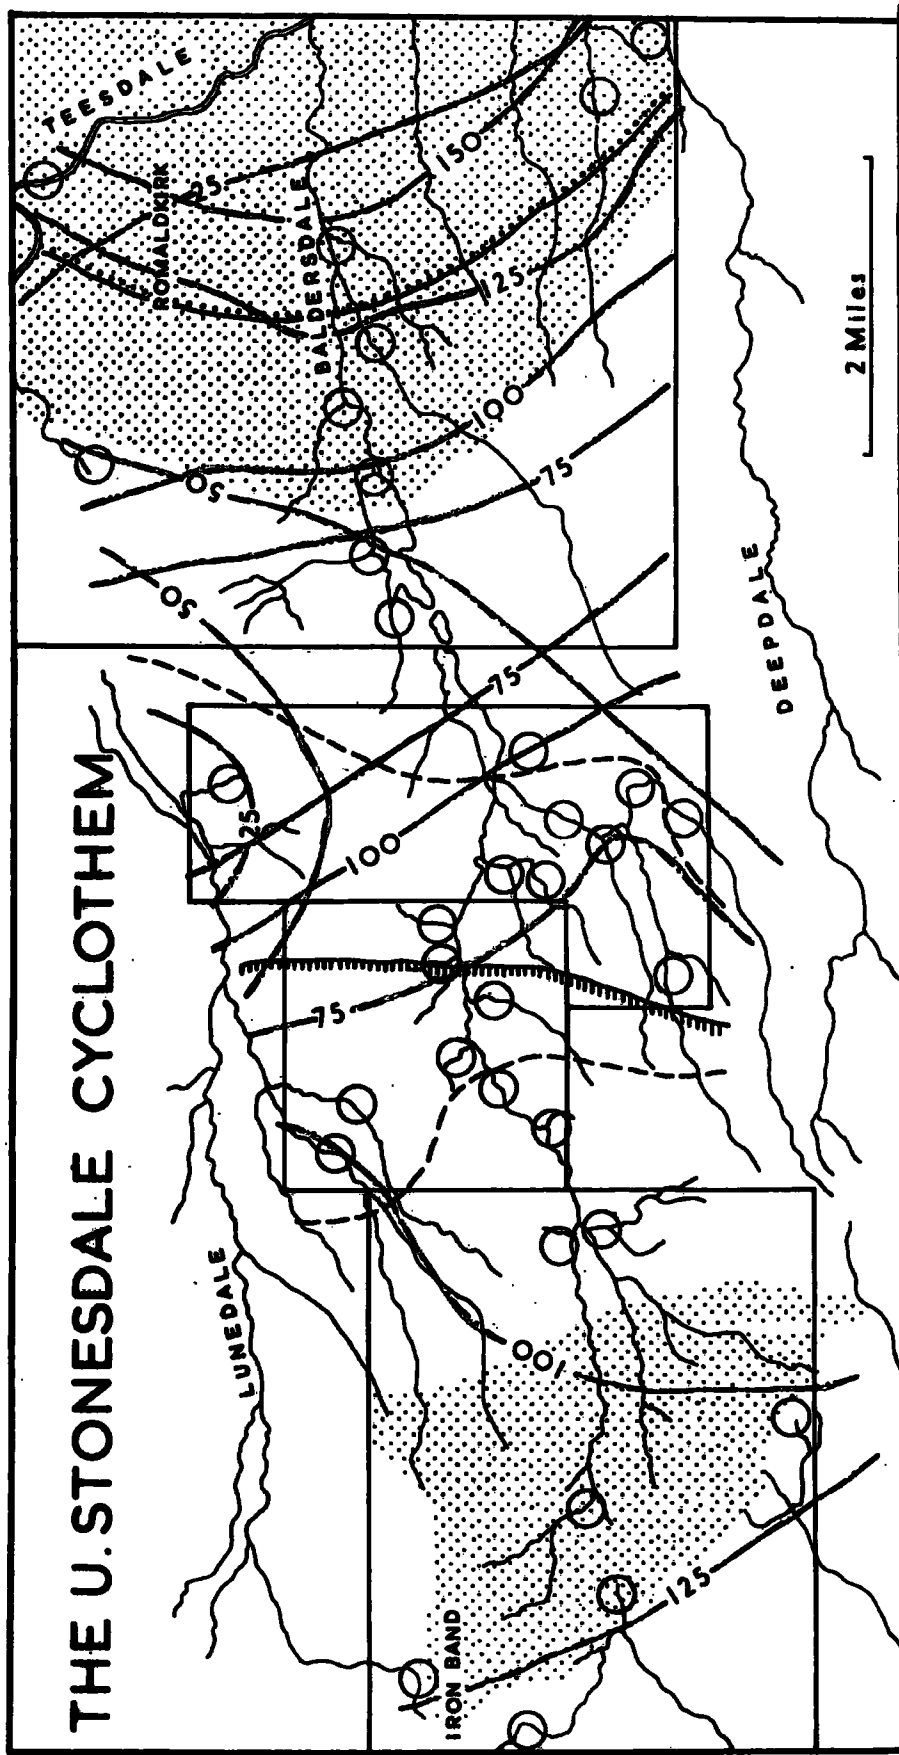 THE U. STONESDALE CYCLOTHEM
TEESDALE
ROMALDKIRK
25
150
BALDERSDALE
125
100
75
50
50
75
25
100
75
LUNEDALE
100
125
IRON BAND
DEEPDALE
2 Miles